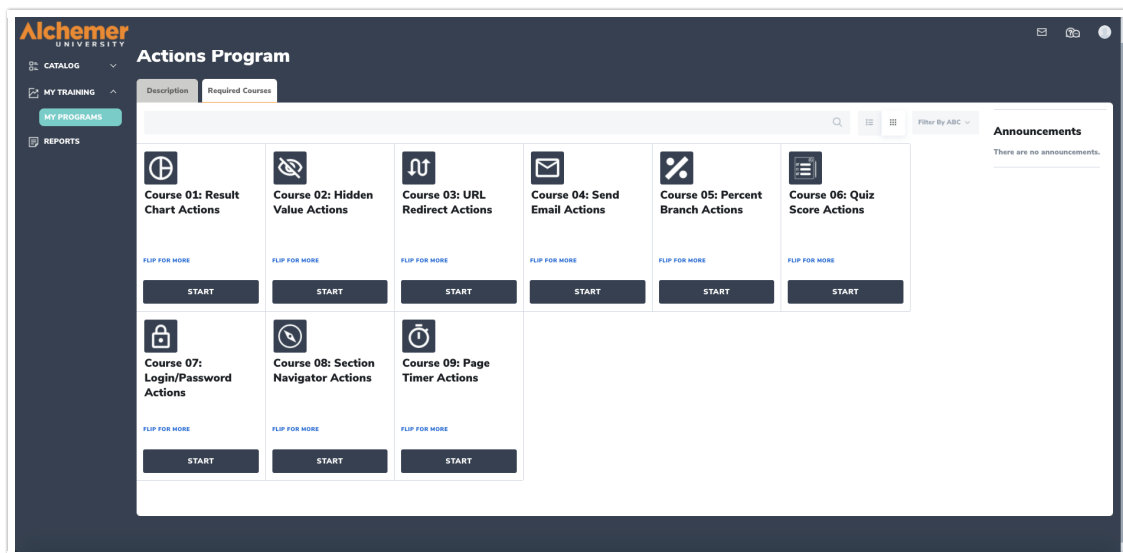 Alchemer
UNIVERSITY
CATALOG
MY TRAINING
MY PROGRAMS
REPORTS
Actions Program
Description
Required Courses
Filter By ABC
Announcements
There are no announcements.
Course 01: Result
Chart Actions
FLIP FOR MORE
START
Course 02: Hidden
Value Actions
FLIP FOR MORE
START
Course 03: URL
Redirect Actions
FLIP FOR MORE
START
Course 04: Send
Email Actions
FLIP FOR MORE
START
Course 05: Percent
Branch Actions
FLIP FOR MORE
START
Course 06: Quiz
Score Actions
FLIP FOR MORE
START
Course 07:
Login/Password
Actions
FLIP FOR MORE
START
Course 08: Section
Navigator Actions
FLIP FOR MORE
START
Course 09: Page
Timer Actions
FLIP FOR MORE
START